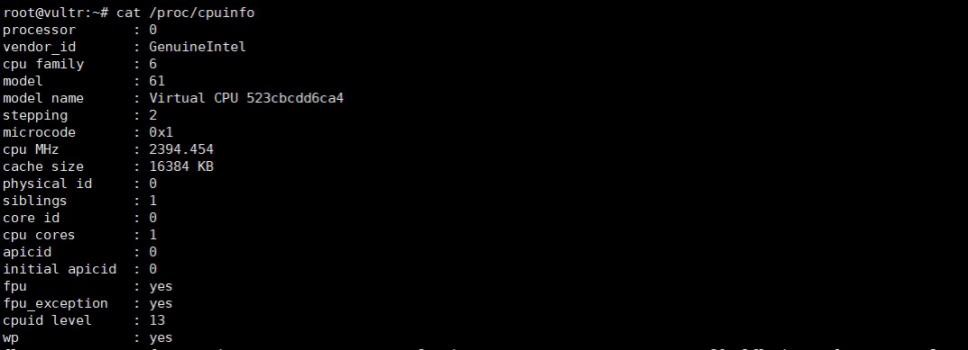 root@vultr:~# cat /proc/cpuinfo
processor : 0
vendor_id : GenuineIntel
cpu family : 6
model : 61
model name : Virtual CPU 523cbcdd6ca4
stepping : 2
microcode : 0x1
cpu MHz : 2394.454
cache size : 16384 KB
physical id : 0
siblings : 1
core id : 0
cpu cores : 1
apicid : 0
initial apicid : 0
fpu : yes
fpu_exception : yes
cpuid level : 13
wp : yes